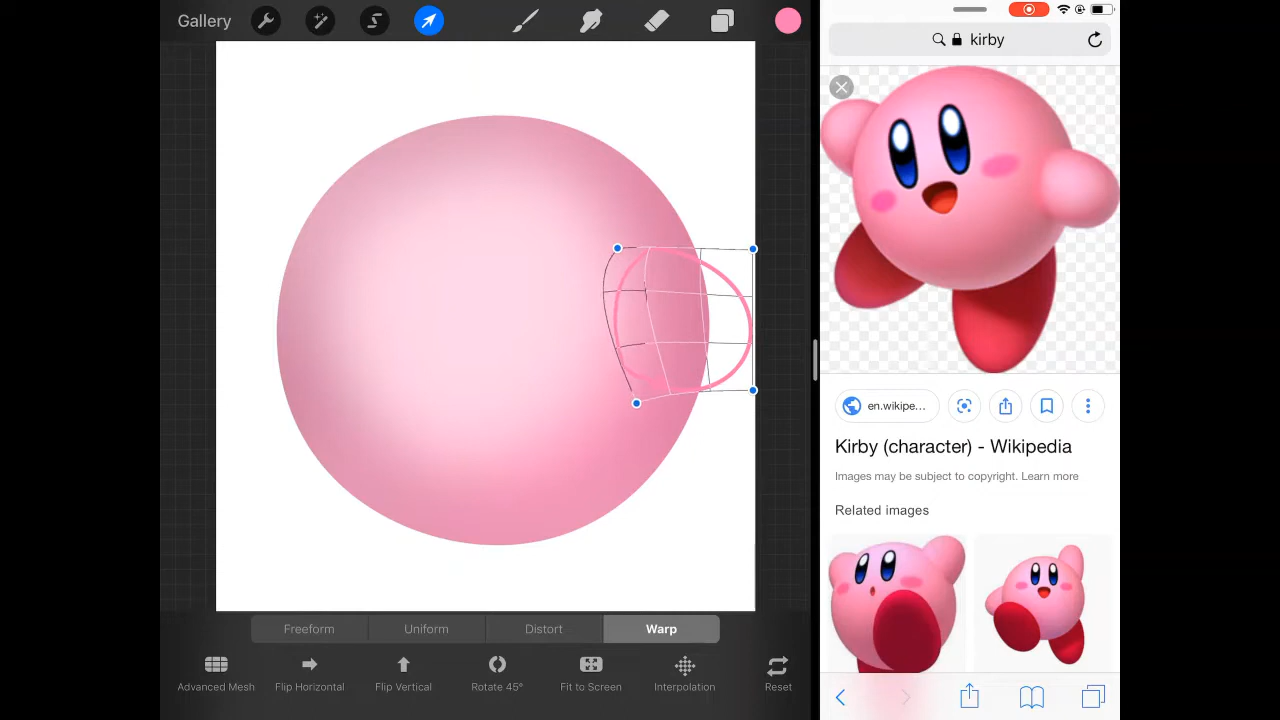 Gallery
kirby
en.wikipe...
Kirby (character) - Wikipedia
Images may be subject to copyright. Learn more
Related images
Freeform
Uniform
Distort
Warp
Advanced Mesh
Flip Horizontal
Flip Vertical
Rotate 45°
Fit to Screen
Interpolation
Reset